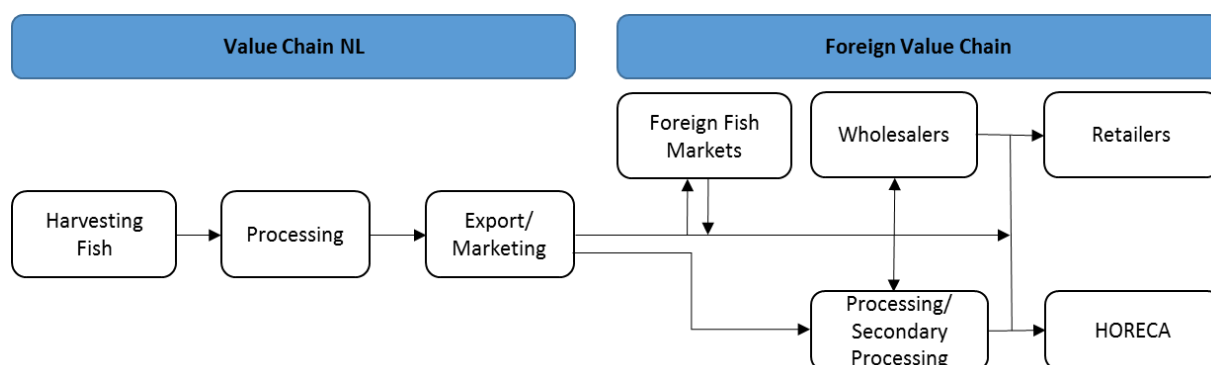 Value Chain NL
Foreign Value Chain
Foreign Fish
Markets
Wholesalers
Retailers
Harvesting
Fish
Processing
Export/
Marketing
Processing/
Secondary
Processing
HORECA